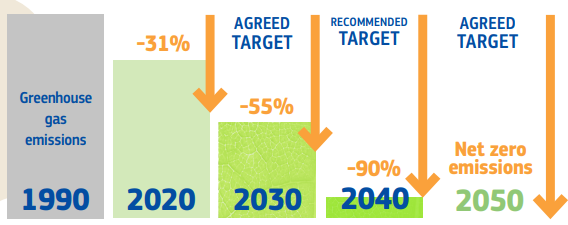 Greenhouse
gas
emissions
1990
-31%
2020
AGREED
TARGET
-55%
2030
RECOMMENDED
TARGET
-90%
2040
AGREED
TARGET
Net zero
emissions
2050